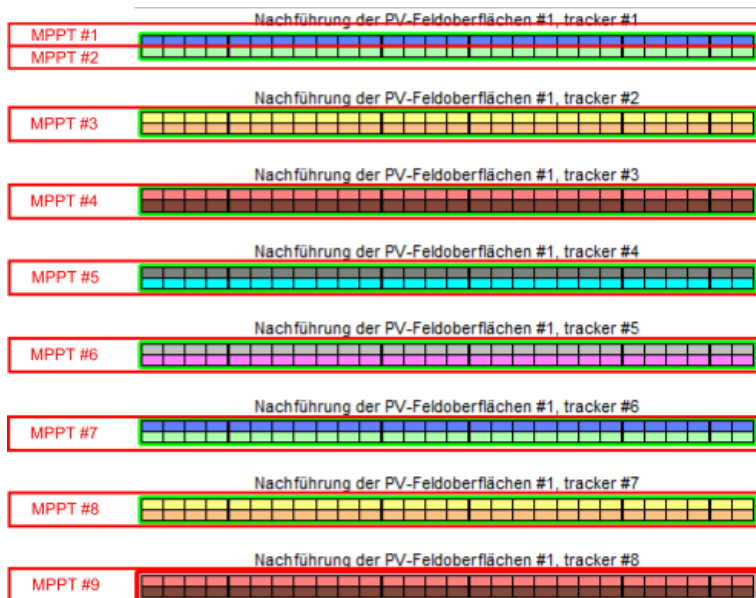 Nachführung der PV-Feldoberflächen #1, tracker #1
MPPT #1
MPPT #2
Nachführung der PV-Feldoberflächen #1, tracker #2
MPPT #3
Nachführung der PV-Feldoberflächen #1, tracker #3
MPPT #4
Nachführung der PV-Feldoberflächen #1, tracker #4
MPPT #5
Nachführung der PV-Feldoberflächen #1, tracker #5
MPPT #6
Nachführung der PV-Feldoberflächen #1, tracker #6
MPPT #7
Nachführung der PV-Feldoberflächen #1, tracker #7
MPPT #8
Nachführung der PV-Feldoberflächen #1, tracker #8
MPPT #9